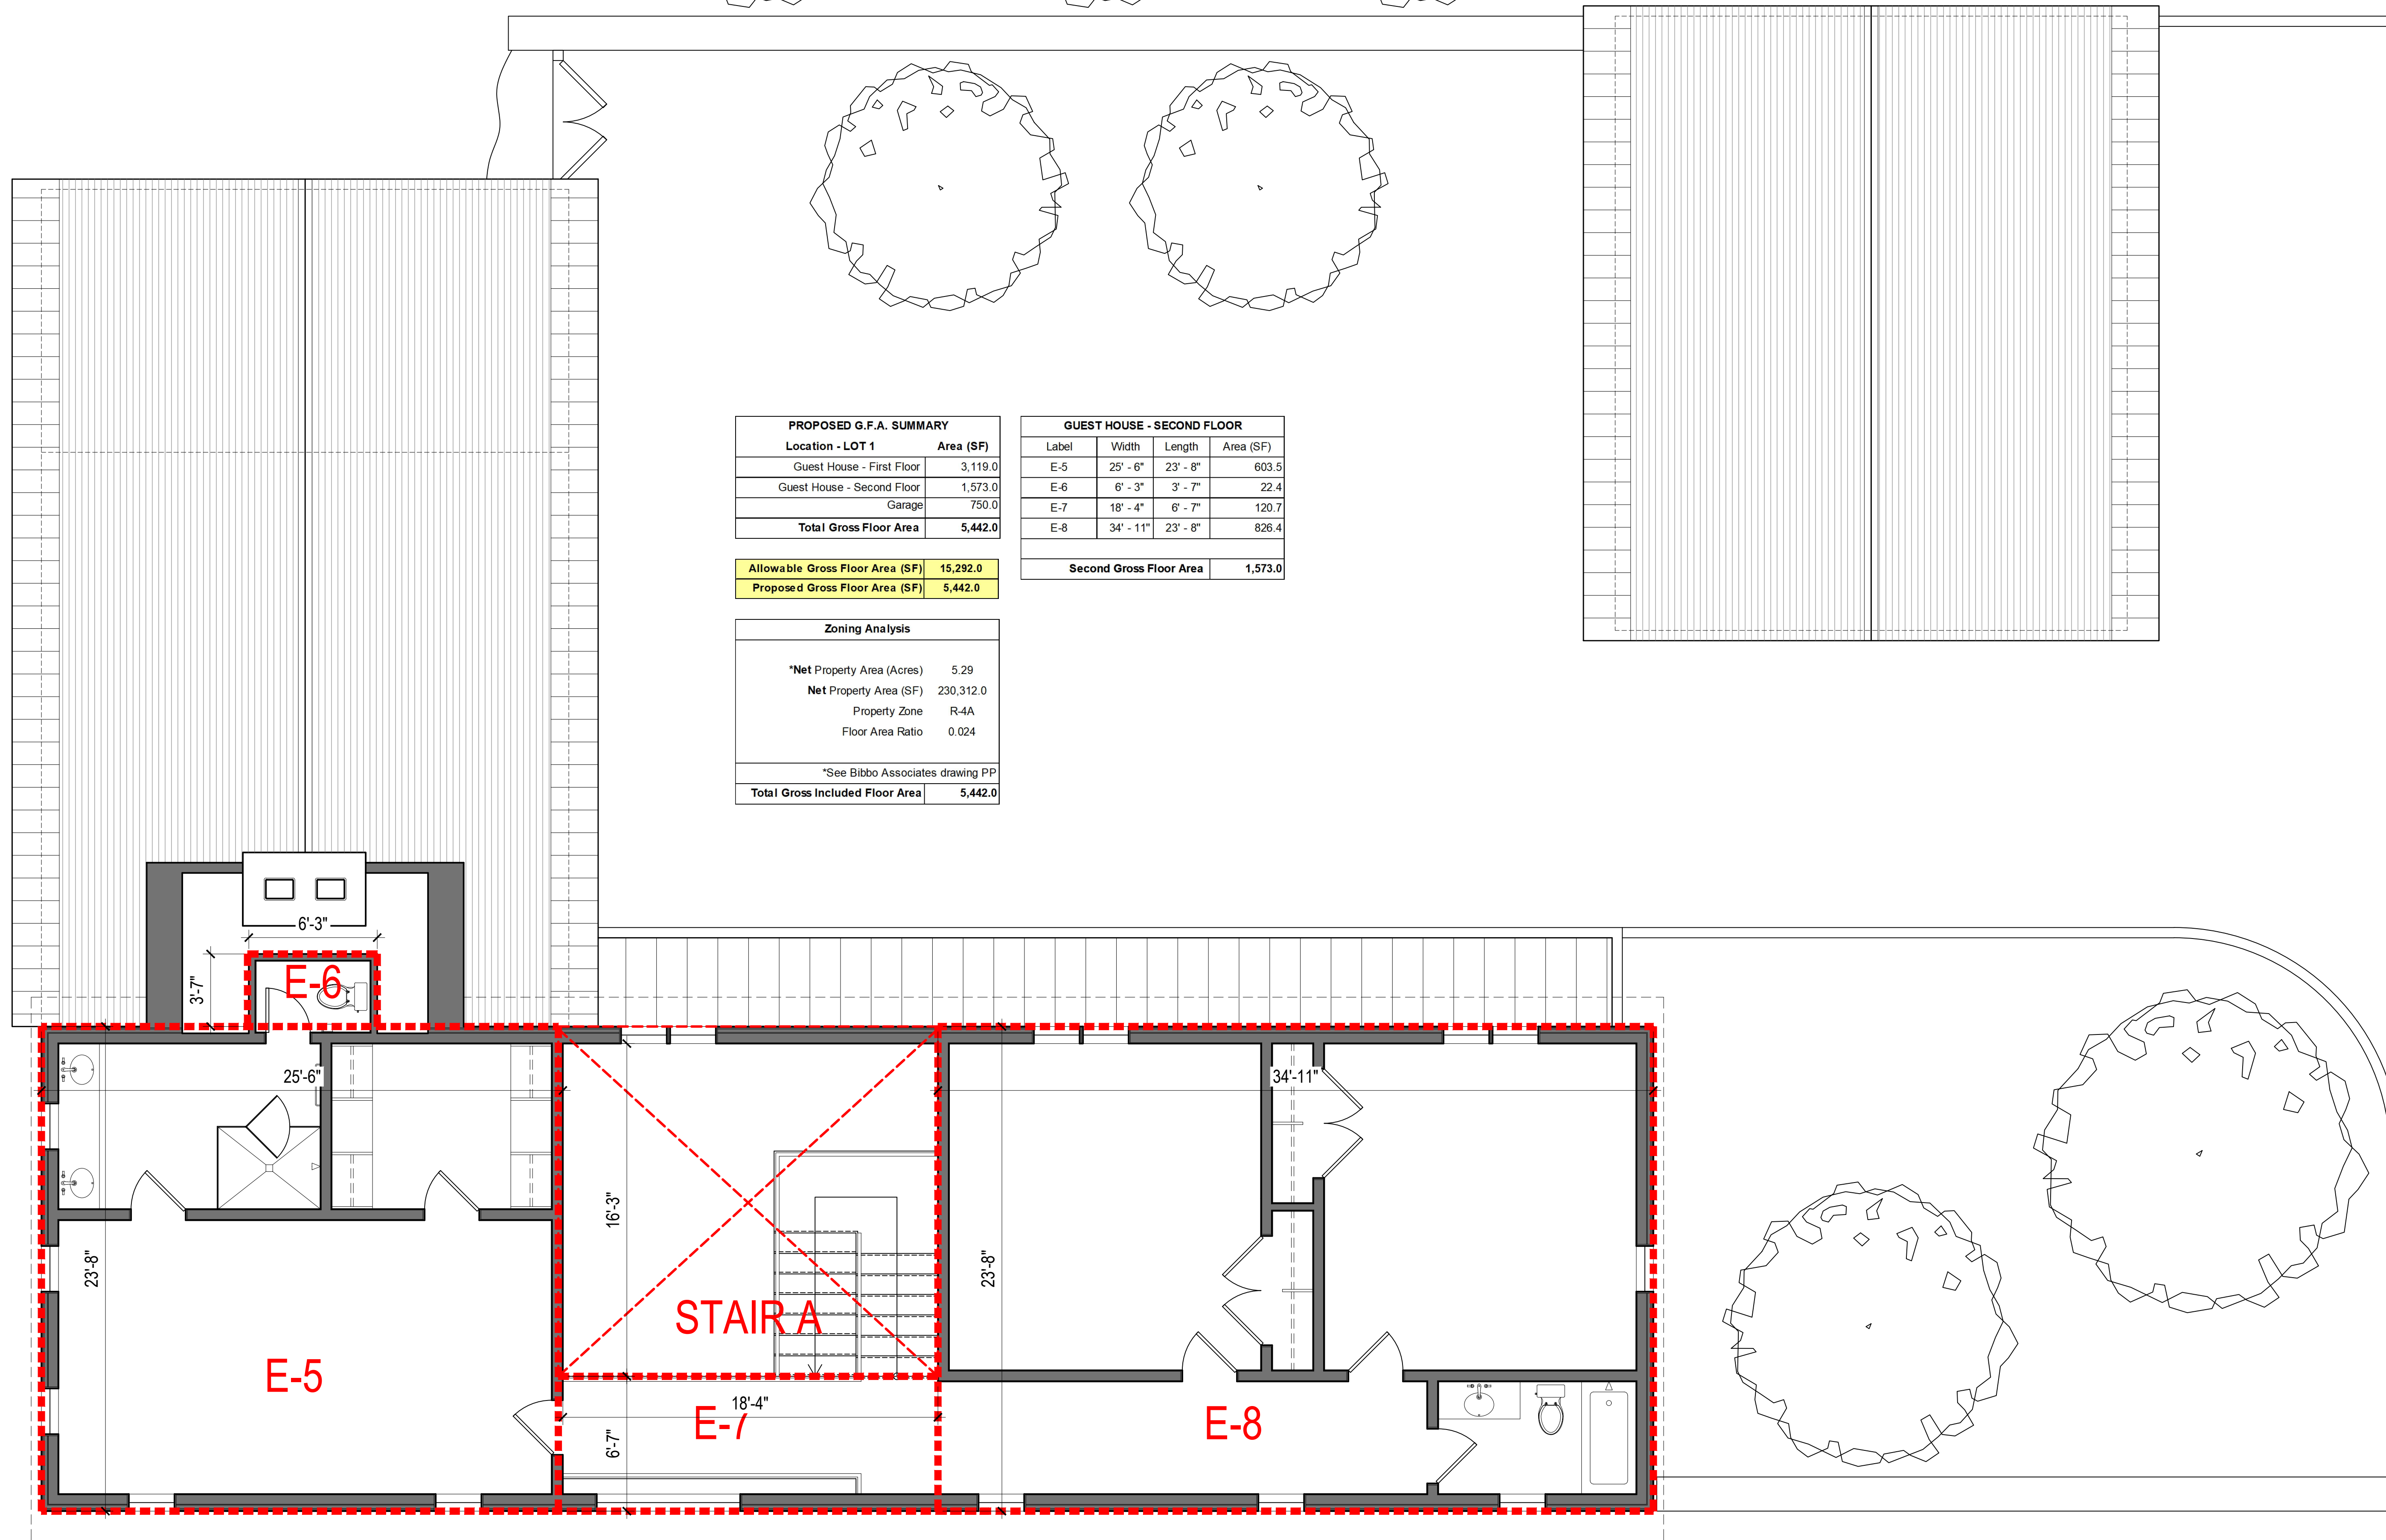 PROPOSED G.F.A. SUMMARY
Location - LOT 1 Area (SF)
Guest House - First Floor 3,119.0
Guest House - Second Floor 1,573.0
Garage 750.0
Total Gross Floor Area 5,442.0
Allowable Gross Floor Area (SF) 15,292.0
Proposed Gross Floor Area (SF) 5,442.0
GUEST HOUSE - SECOND FLOOR
Label Width Length Area (SF)
E-5 25' - 6" 23' - 8" 603.5
E-6 6' - 3" 3' - 7" 22.4
E-7 18' - 4" 6' - 7" 120.7
E-8 34' - 11" 23' - 8" 826.4
Second Gross Floor Area 1,573.0
Zoning Analysis
*Net Property Area (Acres) 5.29
Net Property Area (SF) 230,312.0
Property Zone R-4A
Floor Area Ratio 0.024
*See Bibbo Associates drawing PP
Total Gross Included Floor Area 5,442.0
6'-3"
E-6
3'-7"
25'-6"
34'-11"
16'-3"
23'-8"
23'-8"
STAIR A
E-5
18'-4"
E-7
E-8
6'-7"